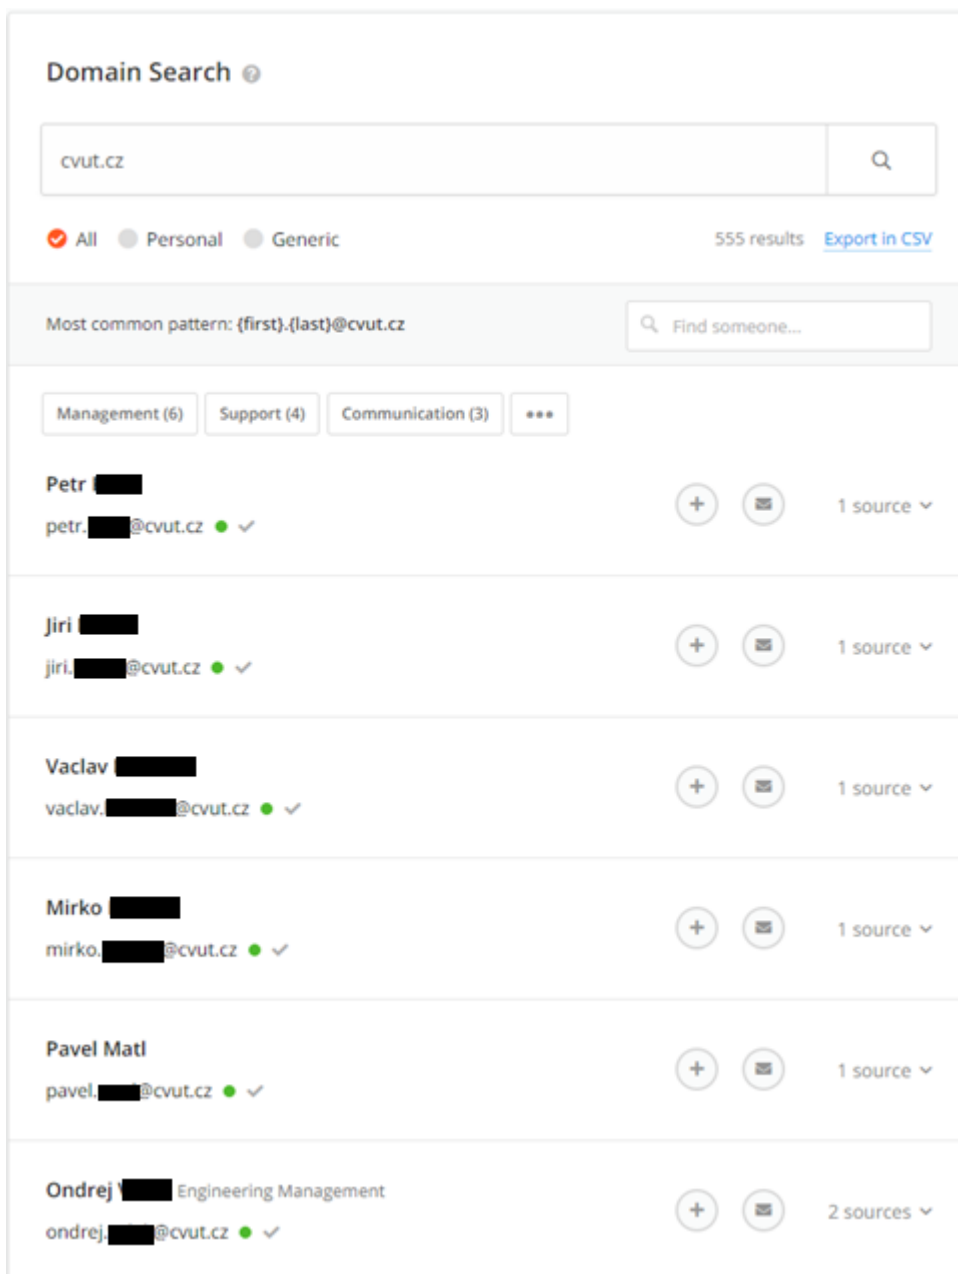 Domain Search ?
cvut.cz
All Personal Generic 555 results Export in CSV
Most common pattern: {first}.{last}@cvut.cz Find someone...
Management (6) Support (4) Communication (3) •••
Petr
petr. @cvut.cz 1 source
Jiri
jiri. @cvut.cz 1 source
Vaclav
vaclav. @cvut.cz 1 source
Mirko
mirko. @cvut.cz 1 source
Pavel Matl
pavel. @cvut.cz 1 source
Ondrej Engineering Management
ondrej. @cvut.cz 2 sources